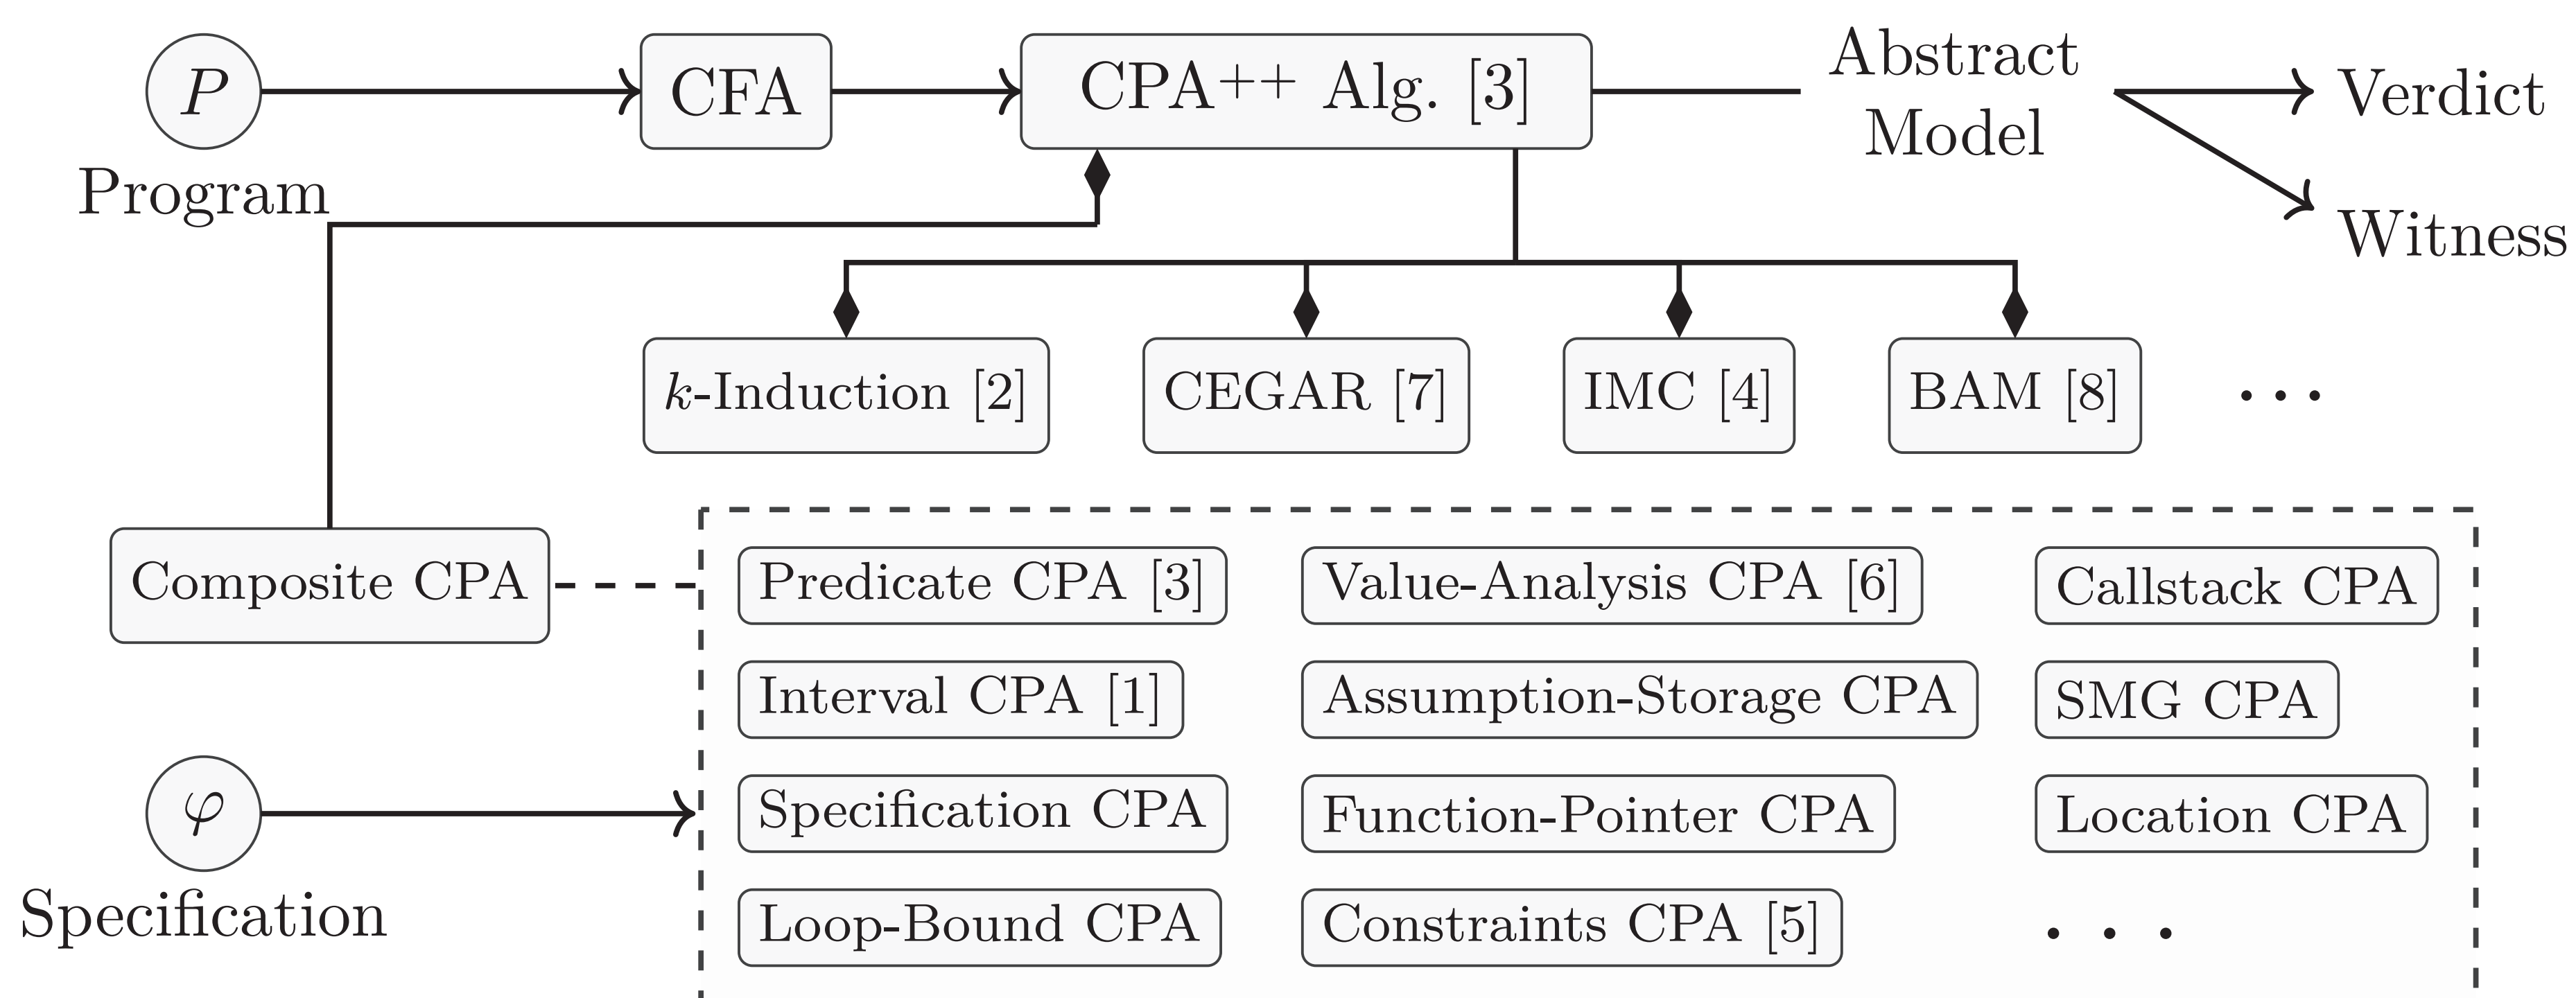 P
Program
CFA
CPA++ Alg. [3]
Abstract
Model
Verdict
Witness
k-Induction [2]
CEGAR [7]
IMC [4]
BAM [8]
...
Composite CPA
Predicate CPA [3]
Value-Analysis CPA [6]
Callstack CPA
Interval CPA [1]
Assumption-Storage CPA
SMG CPA
φ
Specification
Specification CPA
Function-Pointer CPA
Location CPA
Loop-Bound CPA
Constraints CPA [5]
. . .